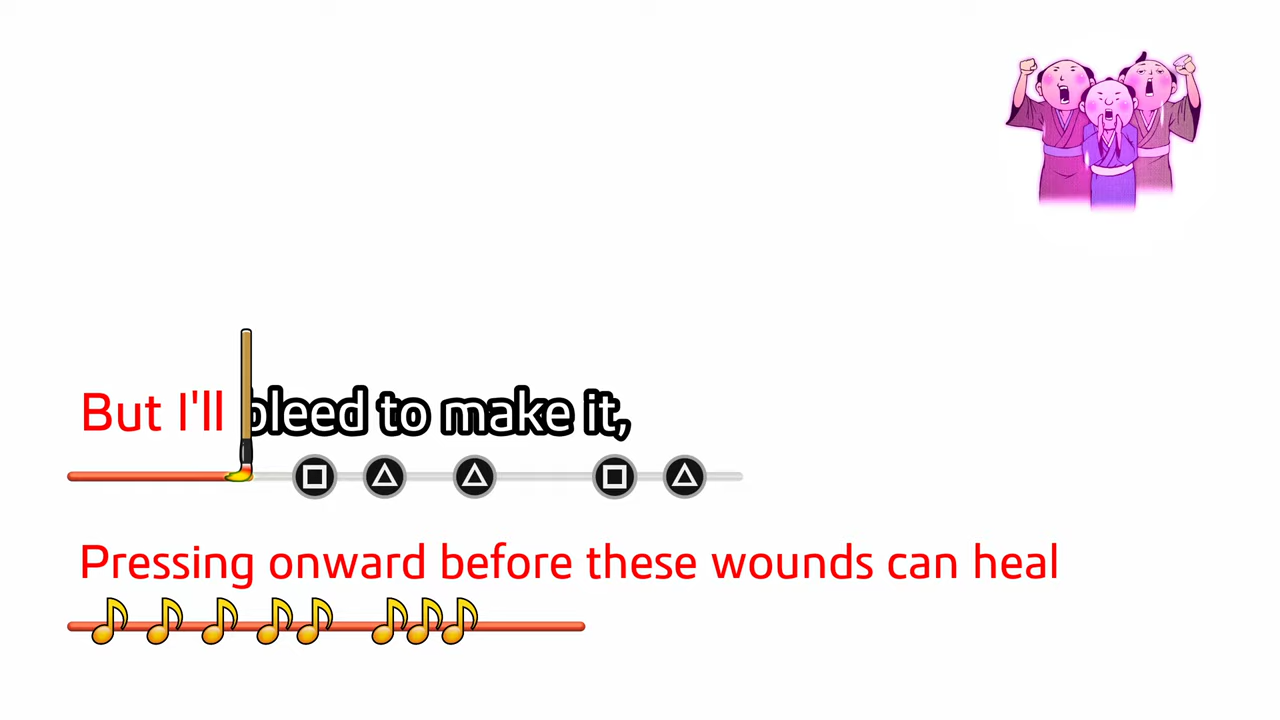 But I'll bleed to make it,
Pressing onward before these wounds can heal